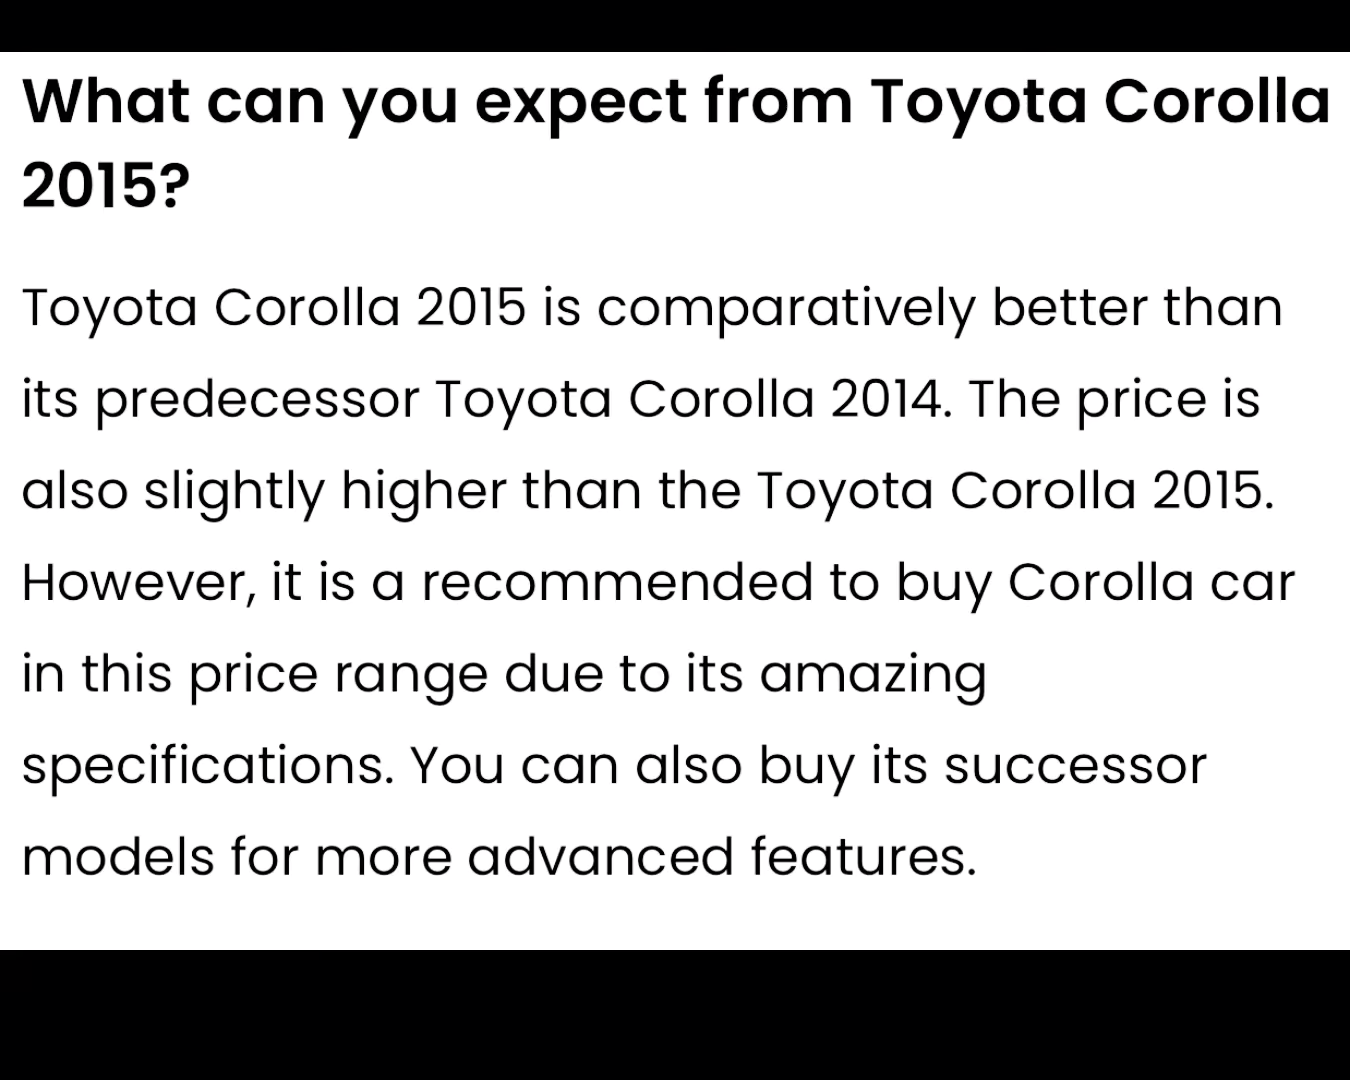 What can you expect from Toyota Corolla
2015?
Toyota Corolla 2015 is comparatively better than
its predecessor Toyota Corolla 2014. The price is
also slightly higher than the Toyota Corolla 2015.
However, it is a recommended to buy Corolla car
in this price range due to its amazing
specifications. You can also buy its successor
models for more advanced features.